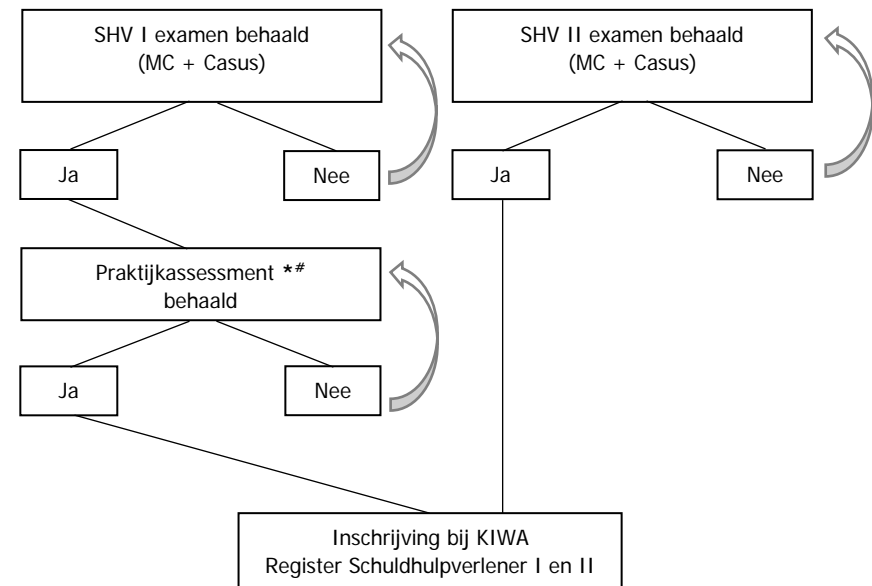 SHV I examen behaald
(MC + Casus)
SHV II examen behaald
(MC + Casus)
Ja
Nee
Ja
Nee
Praktijkassessment *#
behaald
Ja
Nee
Inschrijving bij KIWA
Register Schuldhulpverlener I en II